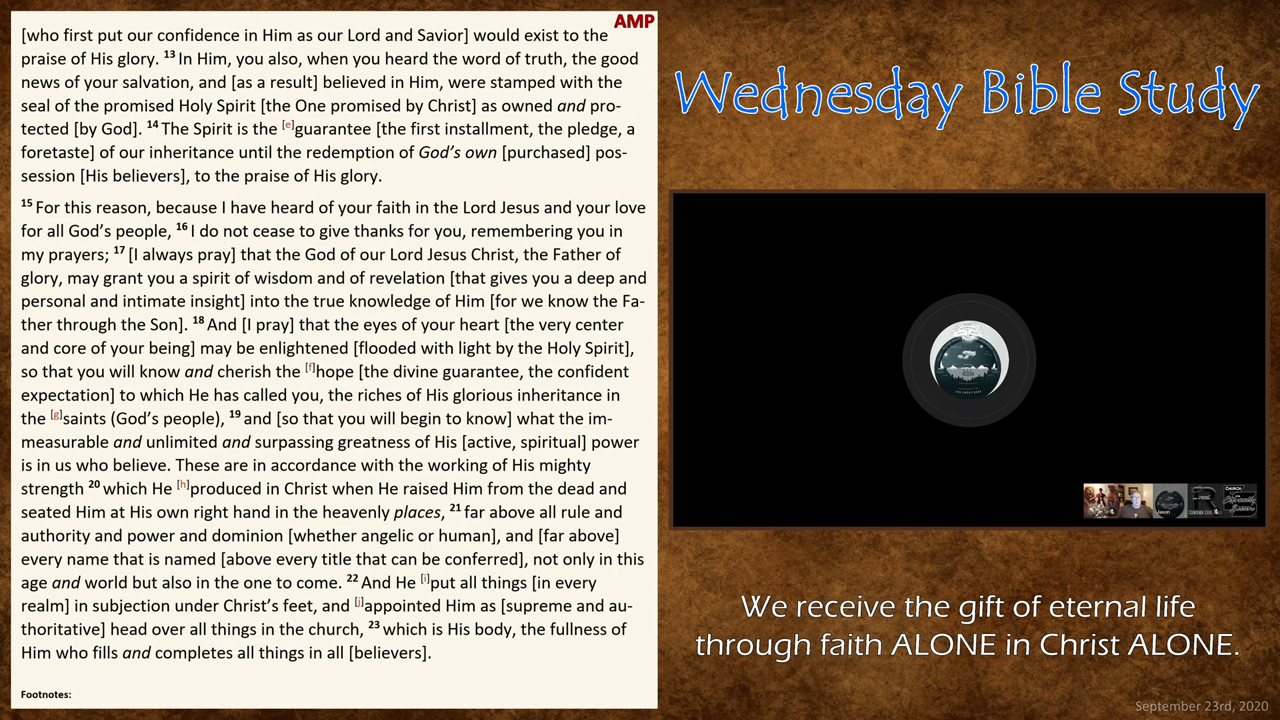 AMP
[who first put our confidence in Him as our Lord and Savior] would exist to the
praise of His glory. 13 In Him, you also, when you heard the word of truth, the good
news of your salvation, and [as a result] believed in Him, were stamped with the
seal of the promised Holy Spirit [the One promised by Christ] as owned and pro-
tected [by God]. 14 The Spirit is the [e]guarantee [the first installment, the pledge, a
foretaste] of our inheritance until the redemption of God's own [purchased] pos-
session [His believers], to the praise of His glory.
15 For this reason, because I have heard of your faith in the Lord Jesus and your love
for all God's people, 16 I do not cease to give thanks for you, remembering you in
my prayers; 17 [I always pray] that the God of our Lord Jesus Christ, the Father of
glory, may grant you a spirit of wisdom and of revelation [that gives you a deep and
personal and intimate insight] into the true knowledge of Him [for we know the Fa-
ther through the Son]. 18 And [I pray] that the eyes of your heart [the very center
and core of your being] may be enlightened [flooded with light by the Holy Spirit],
so that you will know and cherish the [f]hope [the divine guarantee, the confident
expectation] to which He has called you, the riches of His glorious inheritance in
the [g]saints (God's people), 19 and [so that you will begin to know] what the im-
measurable and unlimited and surpassing greatness of His [active, spiritual] power
is in us who believe. These are in accordance with the working of His mighty
strength 20 which He [h]produced in Christ when He raised Him from the dead and
seated Him at His own right hand in the heavenly places, 21 far above all rule and
authority and power and dominion [whether angelic or human], and [far above]
every name that is named [above every title that can be conferred], not only in this
age and world but also in the one to come. 22 And He [i]put all things [in every
realm] in subjection under Christ's feet, and [j]appointed Him as [supreme and au-
thoritative] head over all things in the church, 23 which is His body, the fullness of
Him who fills and completes all things in all [believers].
Footnotes:
Wednesday Bible Study
We receive the gift of eternal life
through faith ALONE in Christ ALONE.
September 23rd, 2020